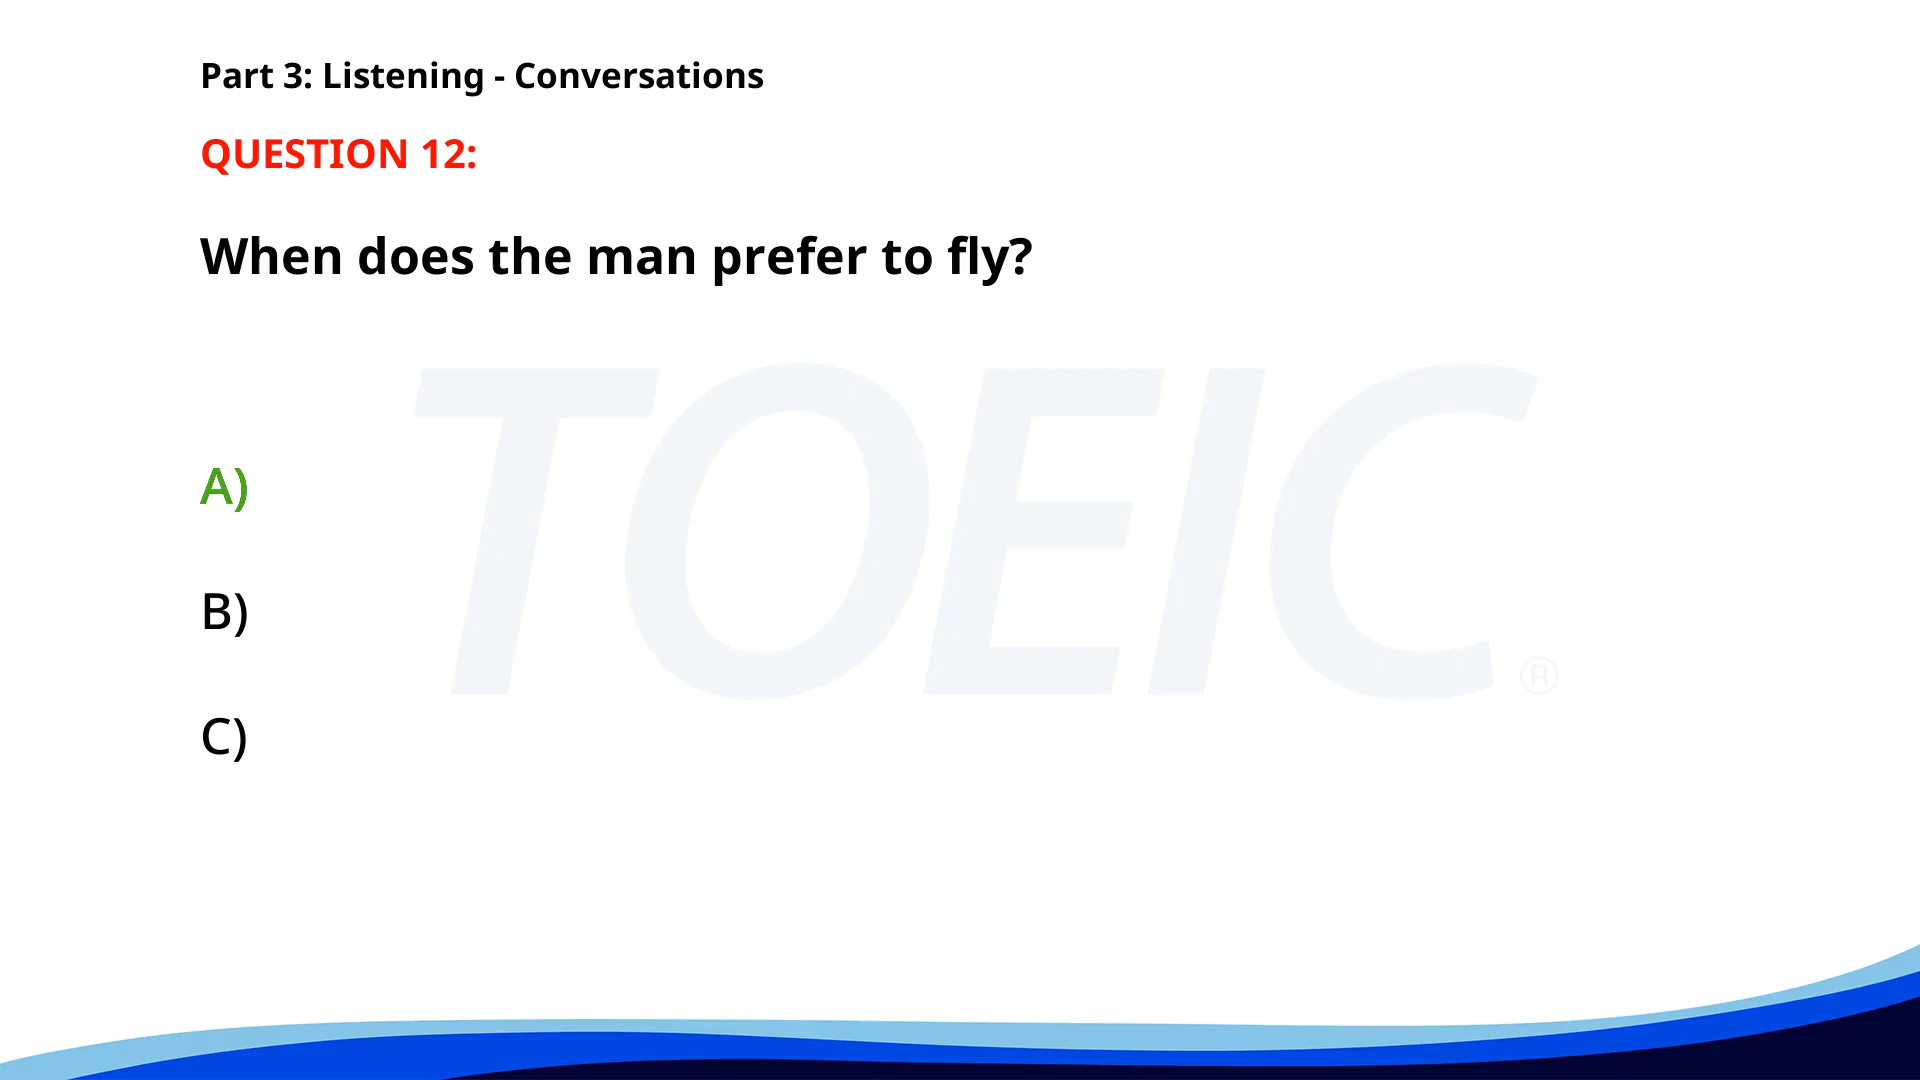 Part 3: Listening - Conversations
QUESTION 12:
When does the man prefer to fly?
TOEIC ®
A)
B)
C)